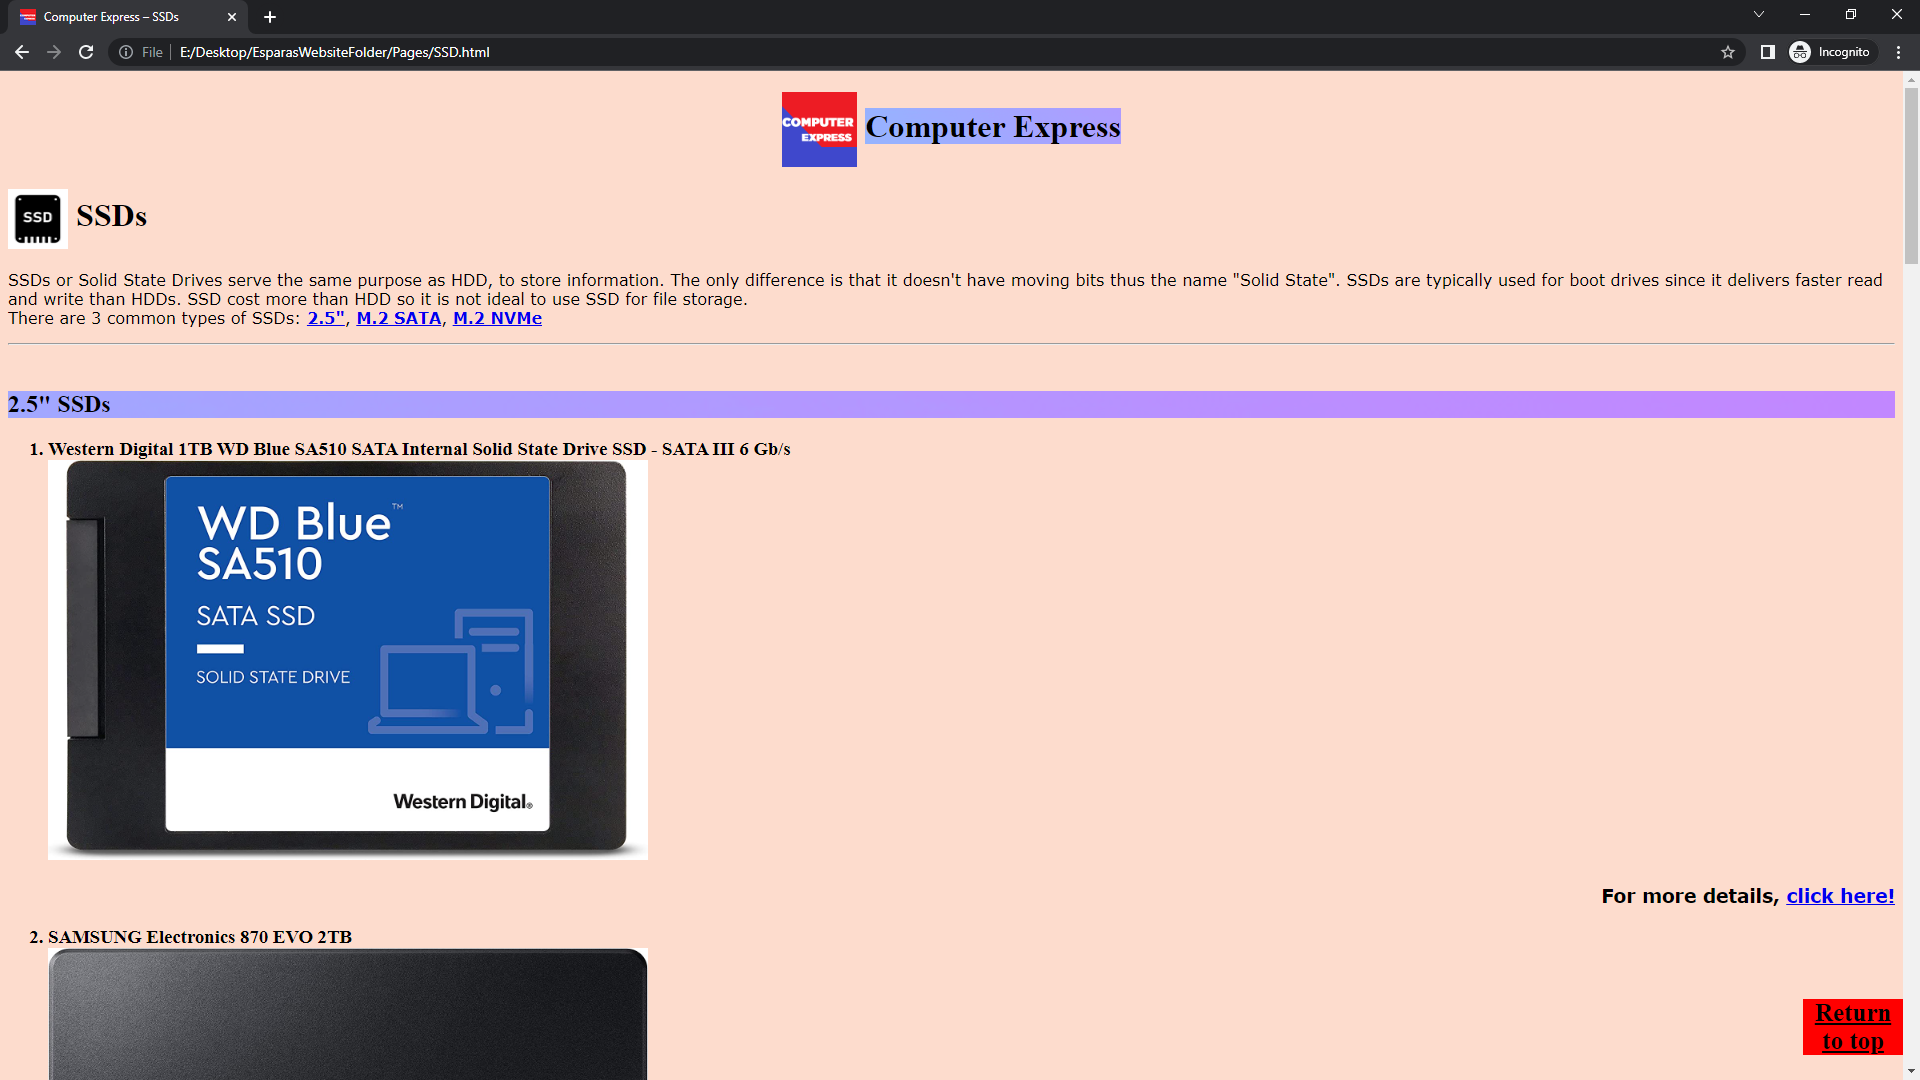 Computer Express – SSDs
File
E:/Desktop/EsparasWebsiteFolder/Pages/SSD.html
Incognito
COMPUTER
EXPRESS
Computer Express
SSD
SSDs
SSDs or Solid State Drives serve the same purpose as HDD, to store information. The only difference is that it doesn't have moving bits thus the name "Solid State". SSDs are typically used for boot drives since it delivers faster read
and write than HDDs. SSD cost more than HDD so it is not ideal to use SSD for file storage.
There are 3 common types of SSDs: 2.5", M.2 SATA, M.2 NVMe
2.5" SSDs
1. Western Digital 1TB WD Blue SA510 SATA Internal Solid State Drive SSD - SATA III 6 Gb/s
WD Blue™
SA510
SATA SSD
SOLID STATE DRIVE
Western Digital®
For more details, click here!
2. SAMSUNG Electronics 870 EVO 2TB
Return
to top